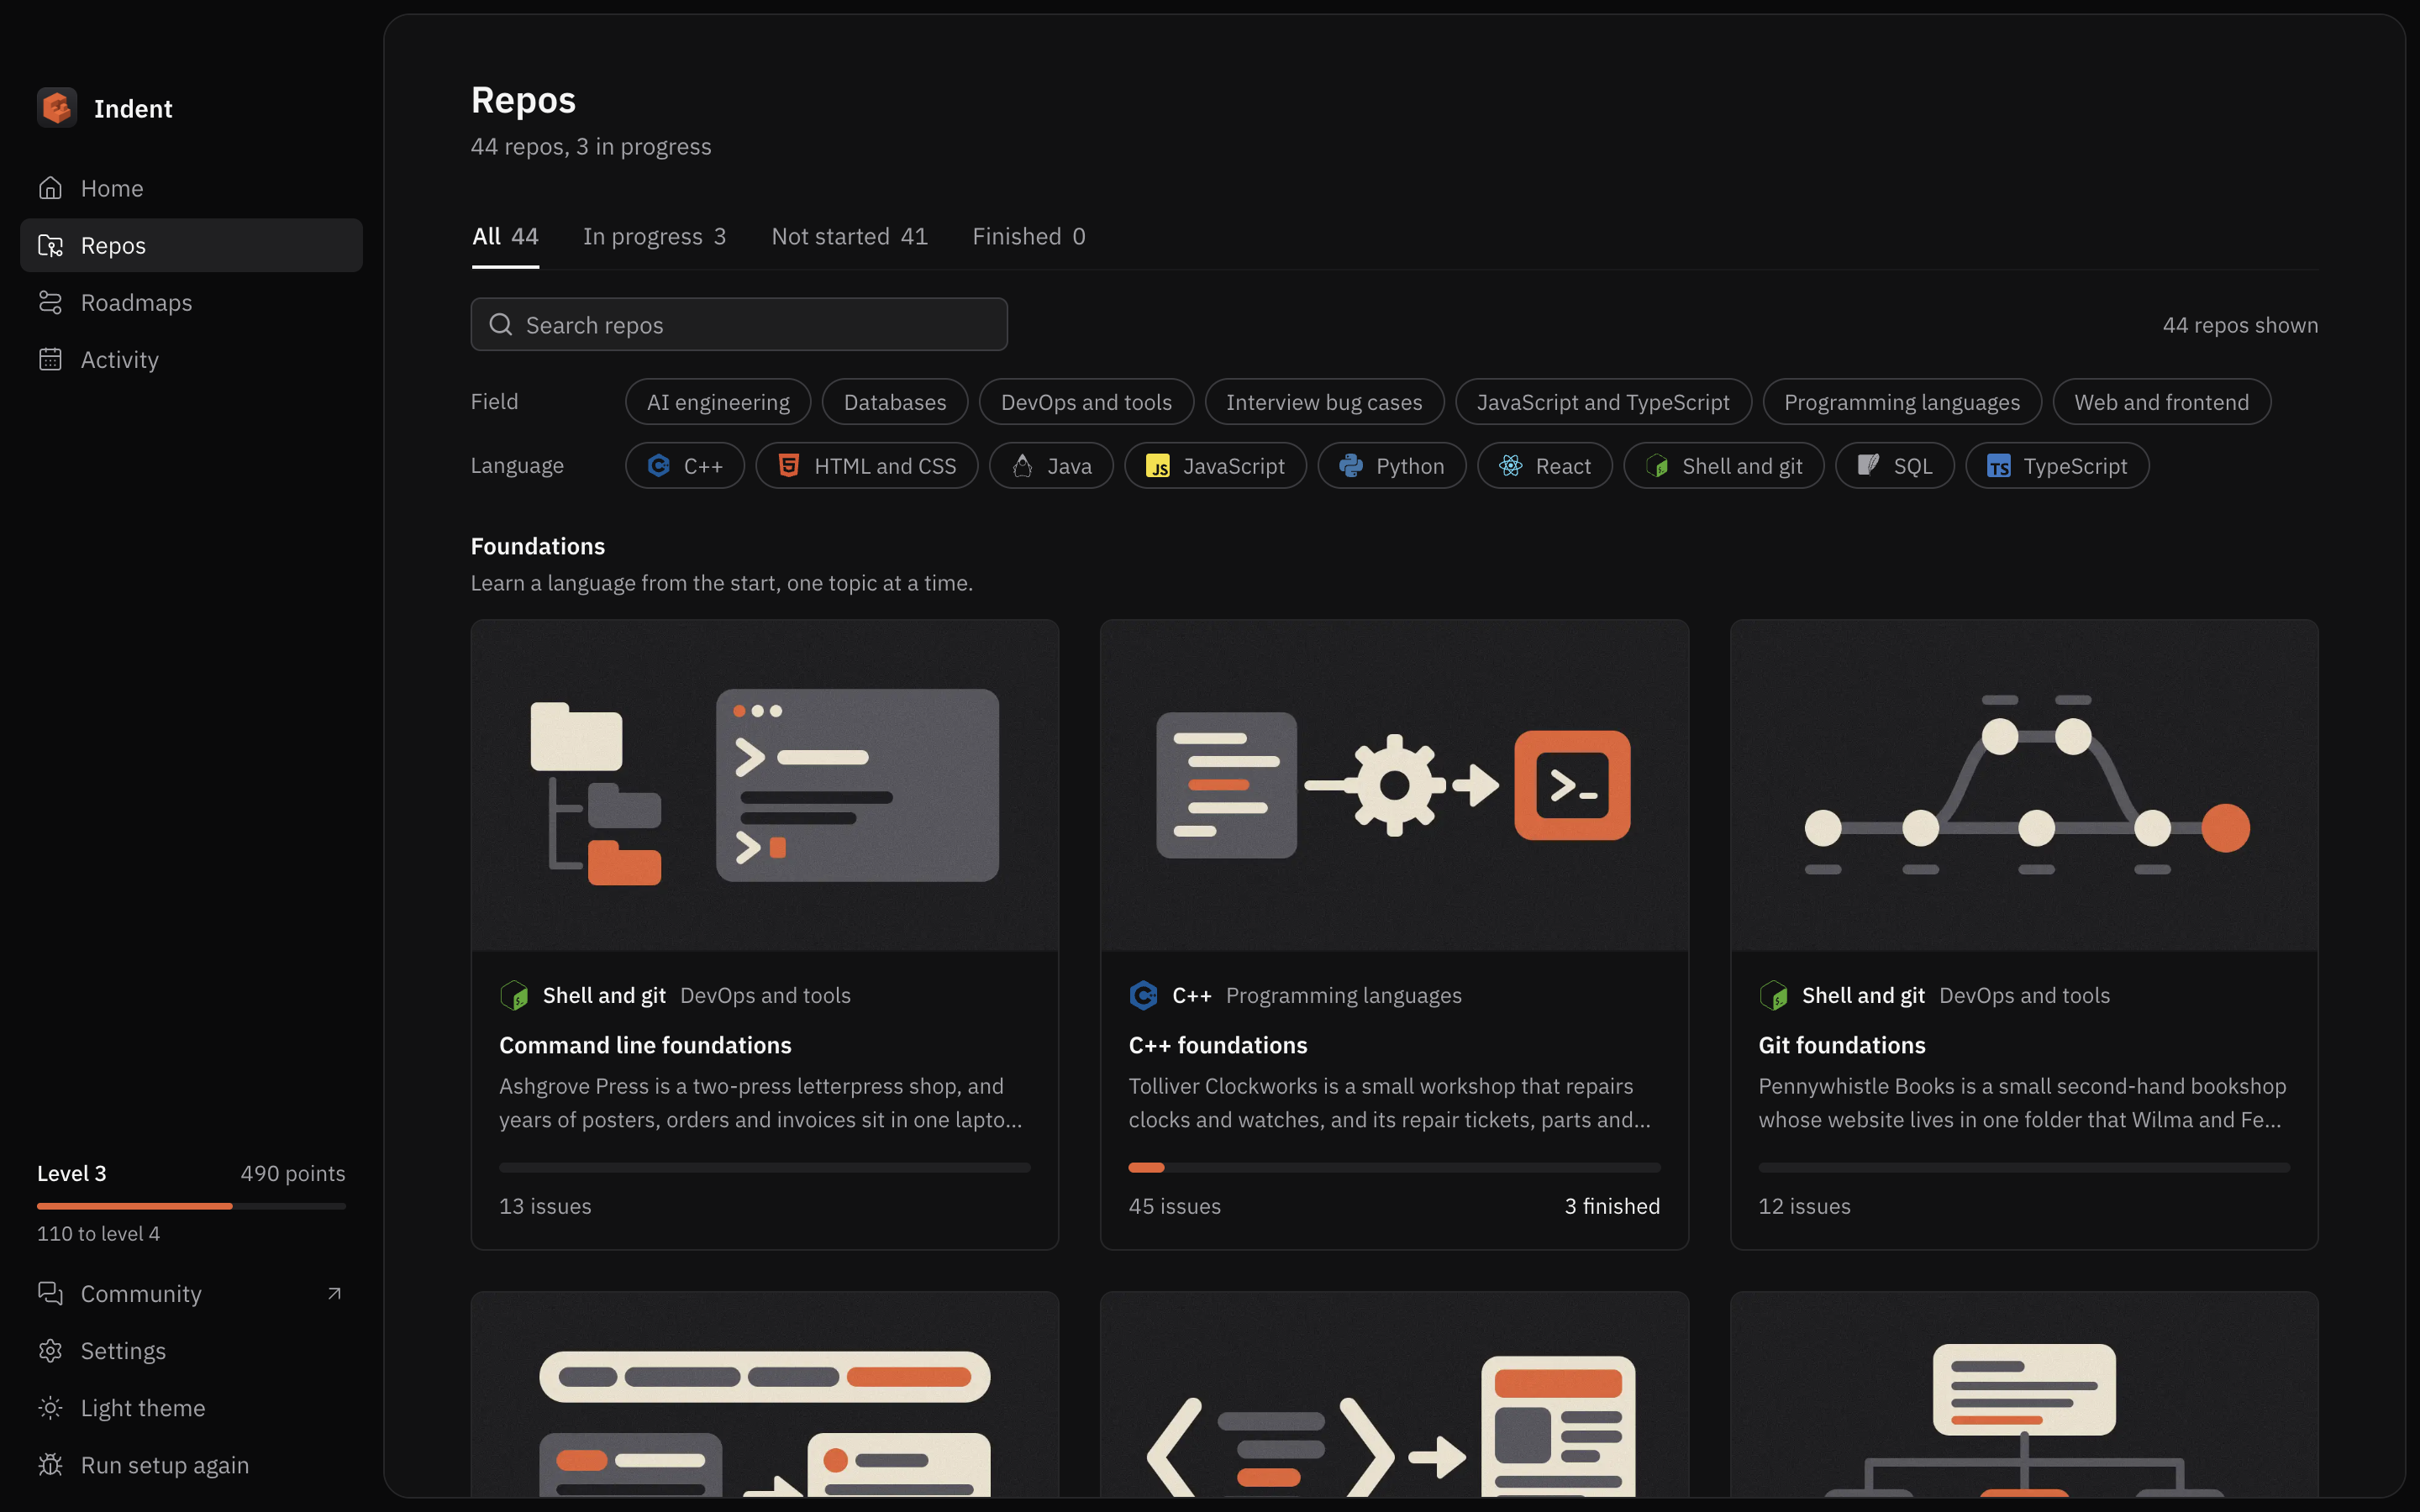 Indent
Home
Repos
Roadmaps
Activity
Level 3 490 points
110 to level 4
Community
Settings
Light theme
Run setup again
Repos
44 repos, 3 in progress
All 44 In progress 3 Not started 41 Finished 0
Search repos
44 repos shown
Field AI engineering Databases DevOps and tools Interview bug cases JavaScript and TypeScript Programming languages Web and frontend
Language C++ HTML and CSS Java JavaScript Python React Shell and git SQL TypeScript
Foundations
Learn a language from the start, one topic at a time.
Shell and git DevOps and tools
Command line foundations
Ashgrove Press is a two-press letterpress shop, and
years of posters, orders and invoices sit in one lapto...
13 issues
C++ Programming languages
C++ foundations
Tolliver Clockworks is a small workshop that repairs
clocks and watches, and its repair tickets, parts and...
45 issues 3 finished
Shell and git DevOps and tools
Git foundations
Pennywhistle Books is a small second-hand bookshop
whose website lives in one folder that Wilma and Fe...
12 issues